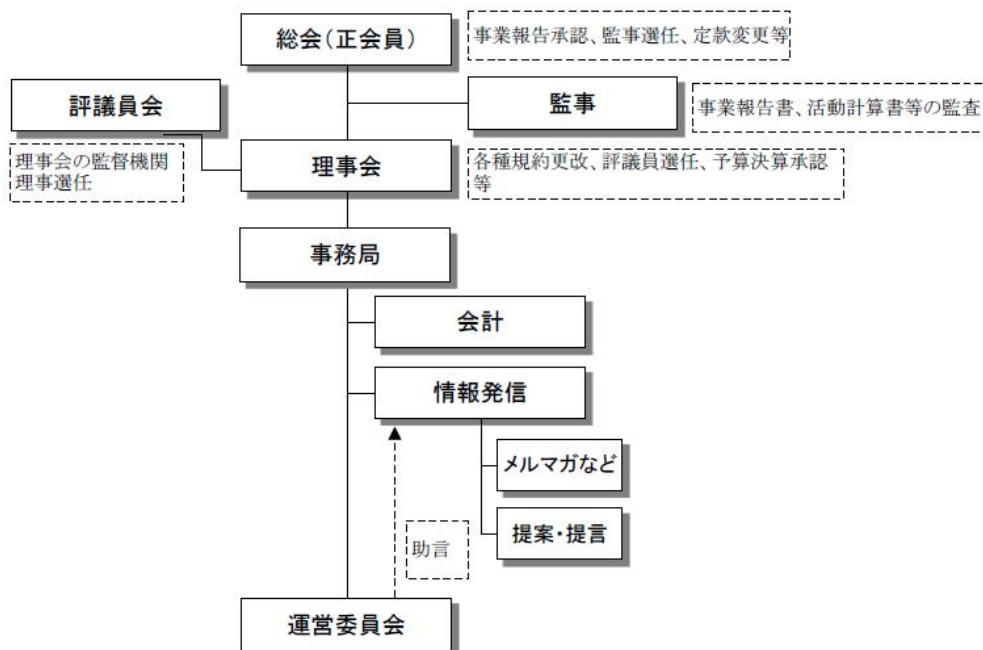 総会(正会員)
事業報告承認、監事選任、定款変更等
評議員会
監事
事業報告書、活動計算書等の監査
理事会の監督機関
理事選任
理事会
各種規約更改、評議員選任、予算決算承認
等
事務局
会計
情報発信
メルマガなど
提案・提言
助言
運営委員会